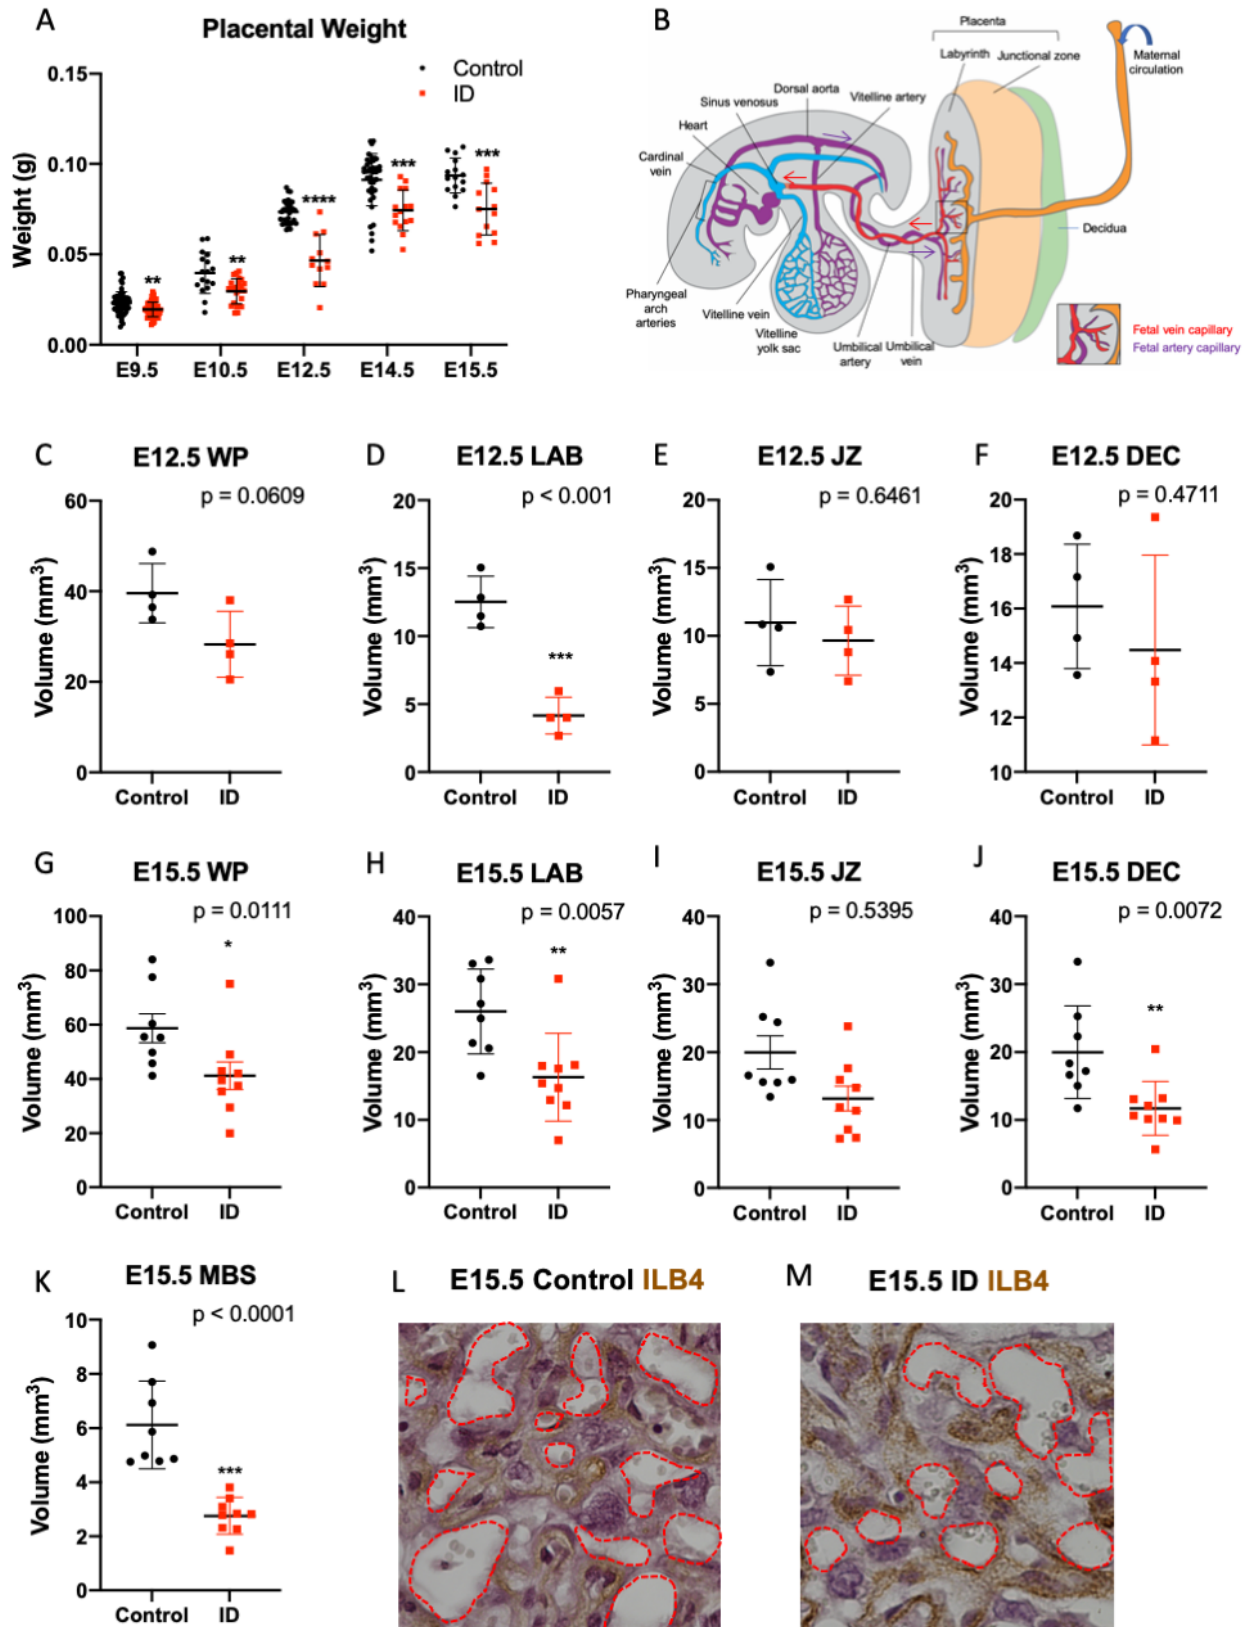 A
Placental Weight
Control
ID
Weight (g)
0.15
0.10
0.05
0.00
**
**
****
***
***
E9.5 E10.5 E12.5 E14.5 E15.5
B
Placenta
Labyrinth Junctional zone
Maternal
circulation
Dorsal aorta
Vitelline artery
Sinus venosus
Heart
Cardinal
vein
Decidua
Pharyngeal
arch
arteries
Vitelline vein
Vitelline
yolk sac
Umbilical
artery
Umbilical
vein
Fetal vein capillary
Fetal artery capillary
C
E12.5 WP
p = 0.0609
Volume (mm³)
60
40
20
0
Control ID
D
E12.5 LAB
p < 0.001
Volume (mm³)
20
15
10
5
0
***
Control ID
E
E12.5 JZ
p = 0.6461
Volume (mm³)
20
15
10
5
0
Control ID
F
E12.5 DEC
p = 0.4711
Volume (mm³)
20
18
16
14
12
10
Control ID
G
E15.5 WP
p = 0.0111
Volume (mm³)
100
80
60
40
20
0
*
Control ID
H
E15.5 LAB
p = 0.0057
Volume (mm³)
40
30
20
10
0
**
Control ID
I
E15.5 JZ
p = 0.5395
Volume (mm³)
40
30
20
10
0
Control ID
J
E15.5 DEC
p = 0.0072
Volume (mm³)
40
30
20
10
0
**
Control ID
K
E15.5 MBS
p < 0.0001
Volume (mm³)
10
8
6
4
2
0
***
Control ID
L
E15.5 Control ILB4
M
E15.5 ID ILB4